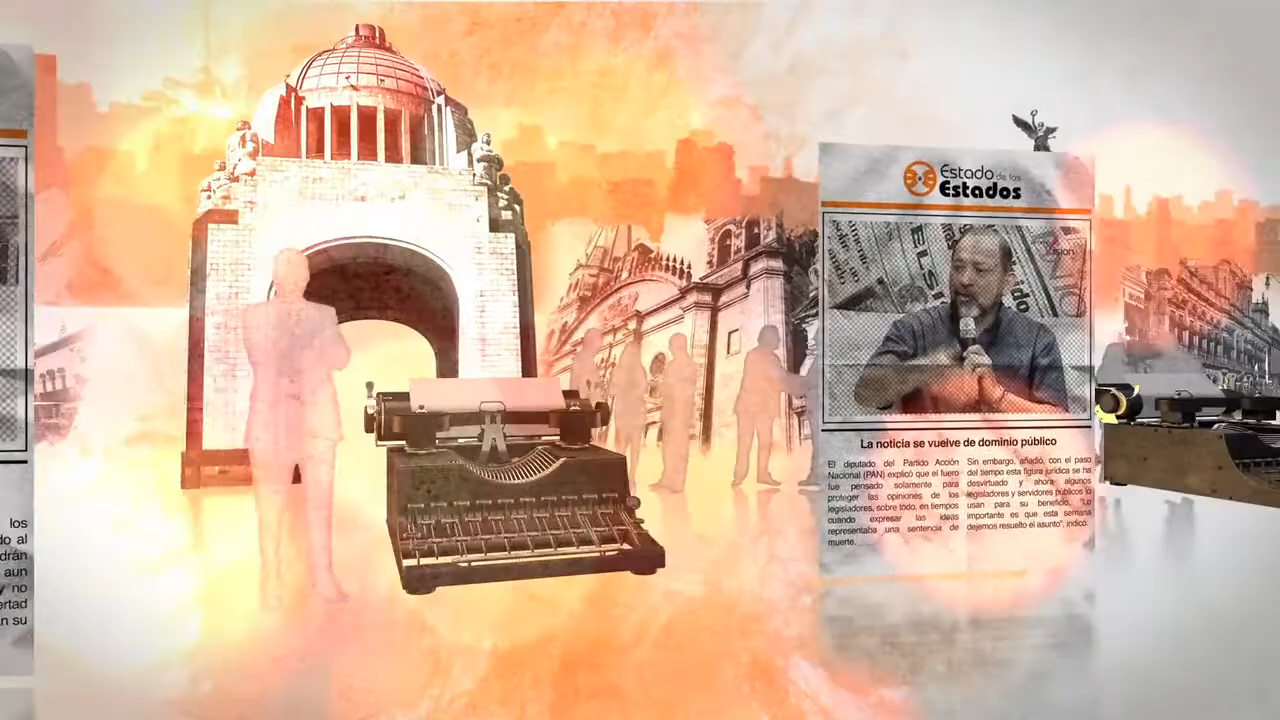 los
do al
drán
aun
y no
ertad
n su
Estado de los
Estados
La noticia se vuelve de dominio público
El diputado del Partido Acción
Nacional (PAN) explicó que el fuero
fue pensado solamente para
proteger las opiniones de los
legisladores, sobre todo, en tiempos
cuando expresar las ideas
representaba una sentencia de
muerte.
Sin embargo, añadió, con el paso
del tiempo esta figura jurídica se ha
desvirtuado y ahora algunos
legisladores y servidores públicos lo
usan para su beneficio. "Lo
importante es que esta semana
dejemos resuelto el asunto", indicó.